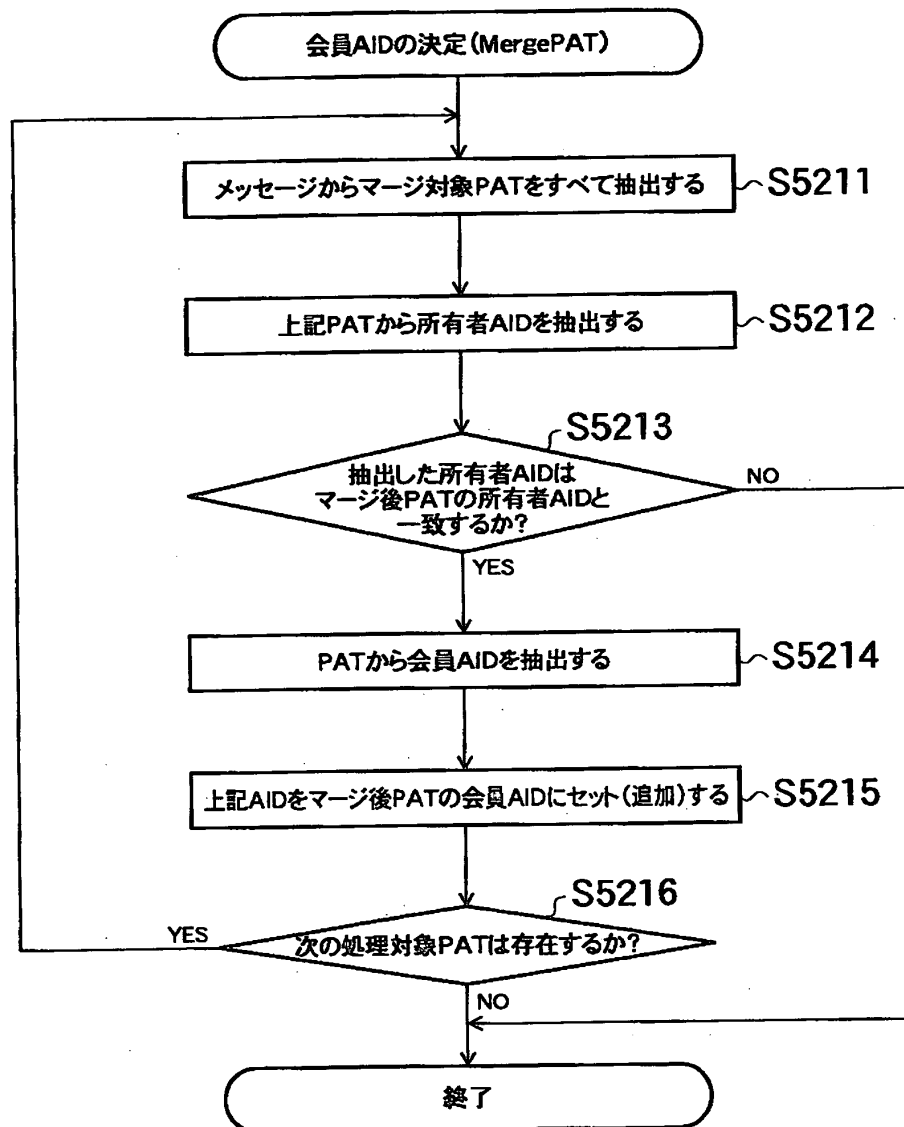 会員AIDの決定(MergePAT)
メッセージからマージ対象PATをすべて抽出する
S5211
上記PATから所有者AIDを抽出する
S5212
S5213
抽出した所有者AIDは
マージ後PATの所有者AIDと
一致するか?
NO
YES
PATから会員AIDを抽出する
S5214
上記AIDをマージ後PATの会員AIDにセット(追加)する
S5215
S5216
YES
次の処理対象PATは存在するか?
NO
終了